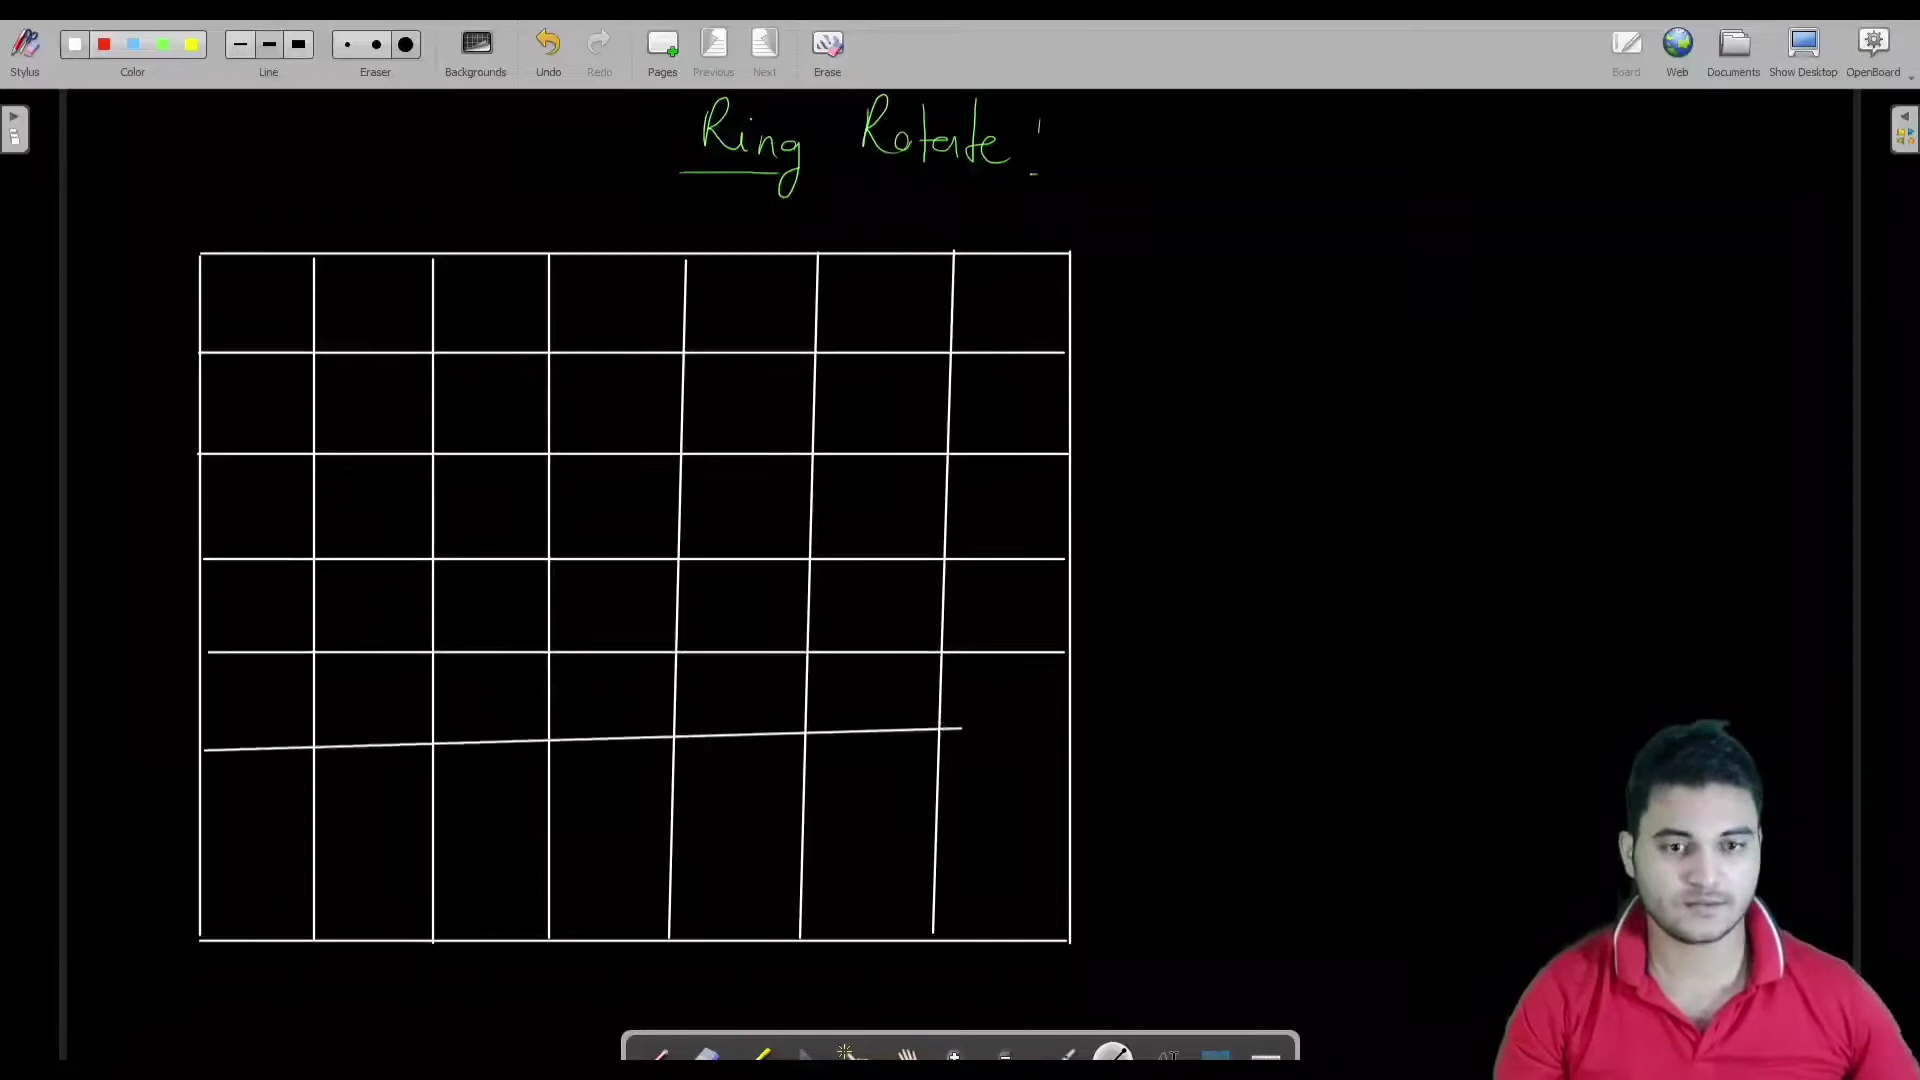 Stylus
Color
Line
Eraser
Backgrounds
Undo
Redo
Pages
Previous
Next
Erase
Board
Web
Documents
Show Desktop
OpenBoard
Ring Rotate !